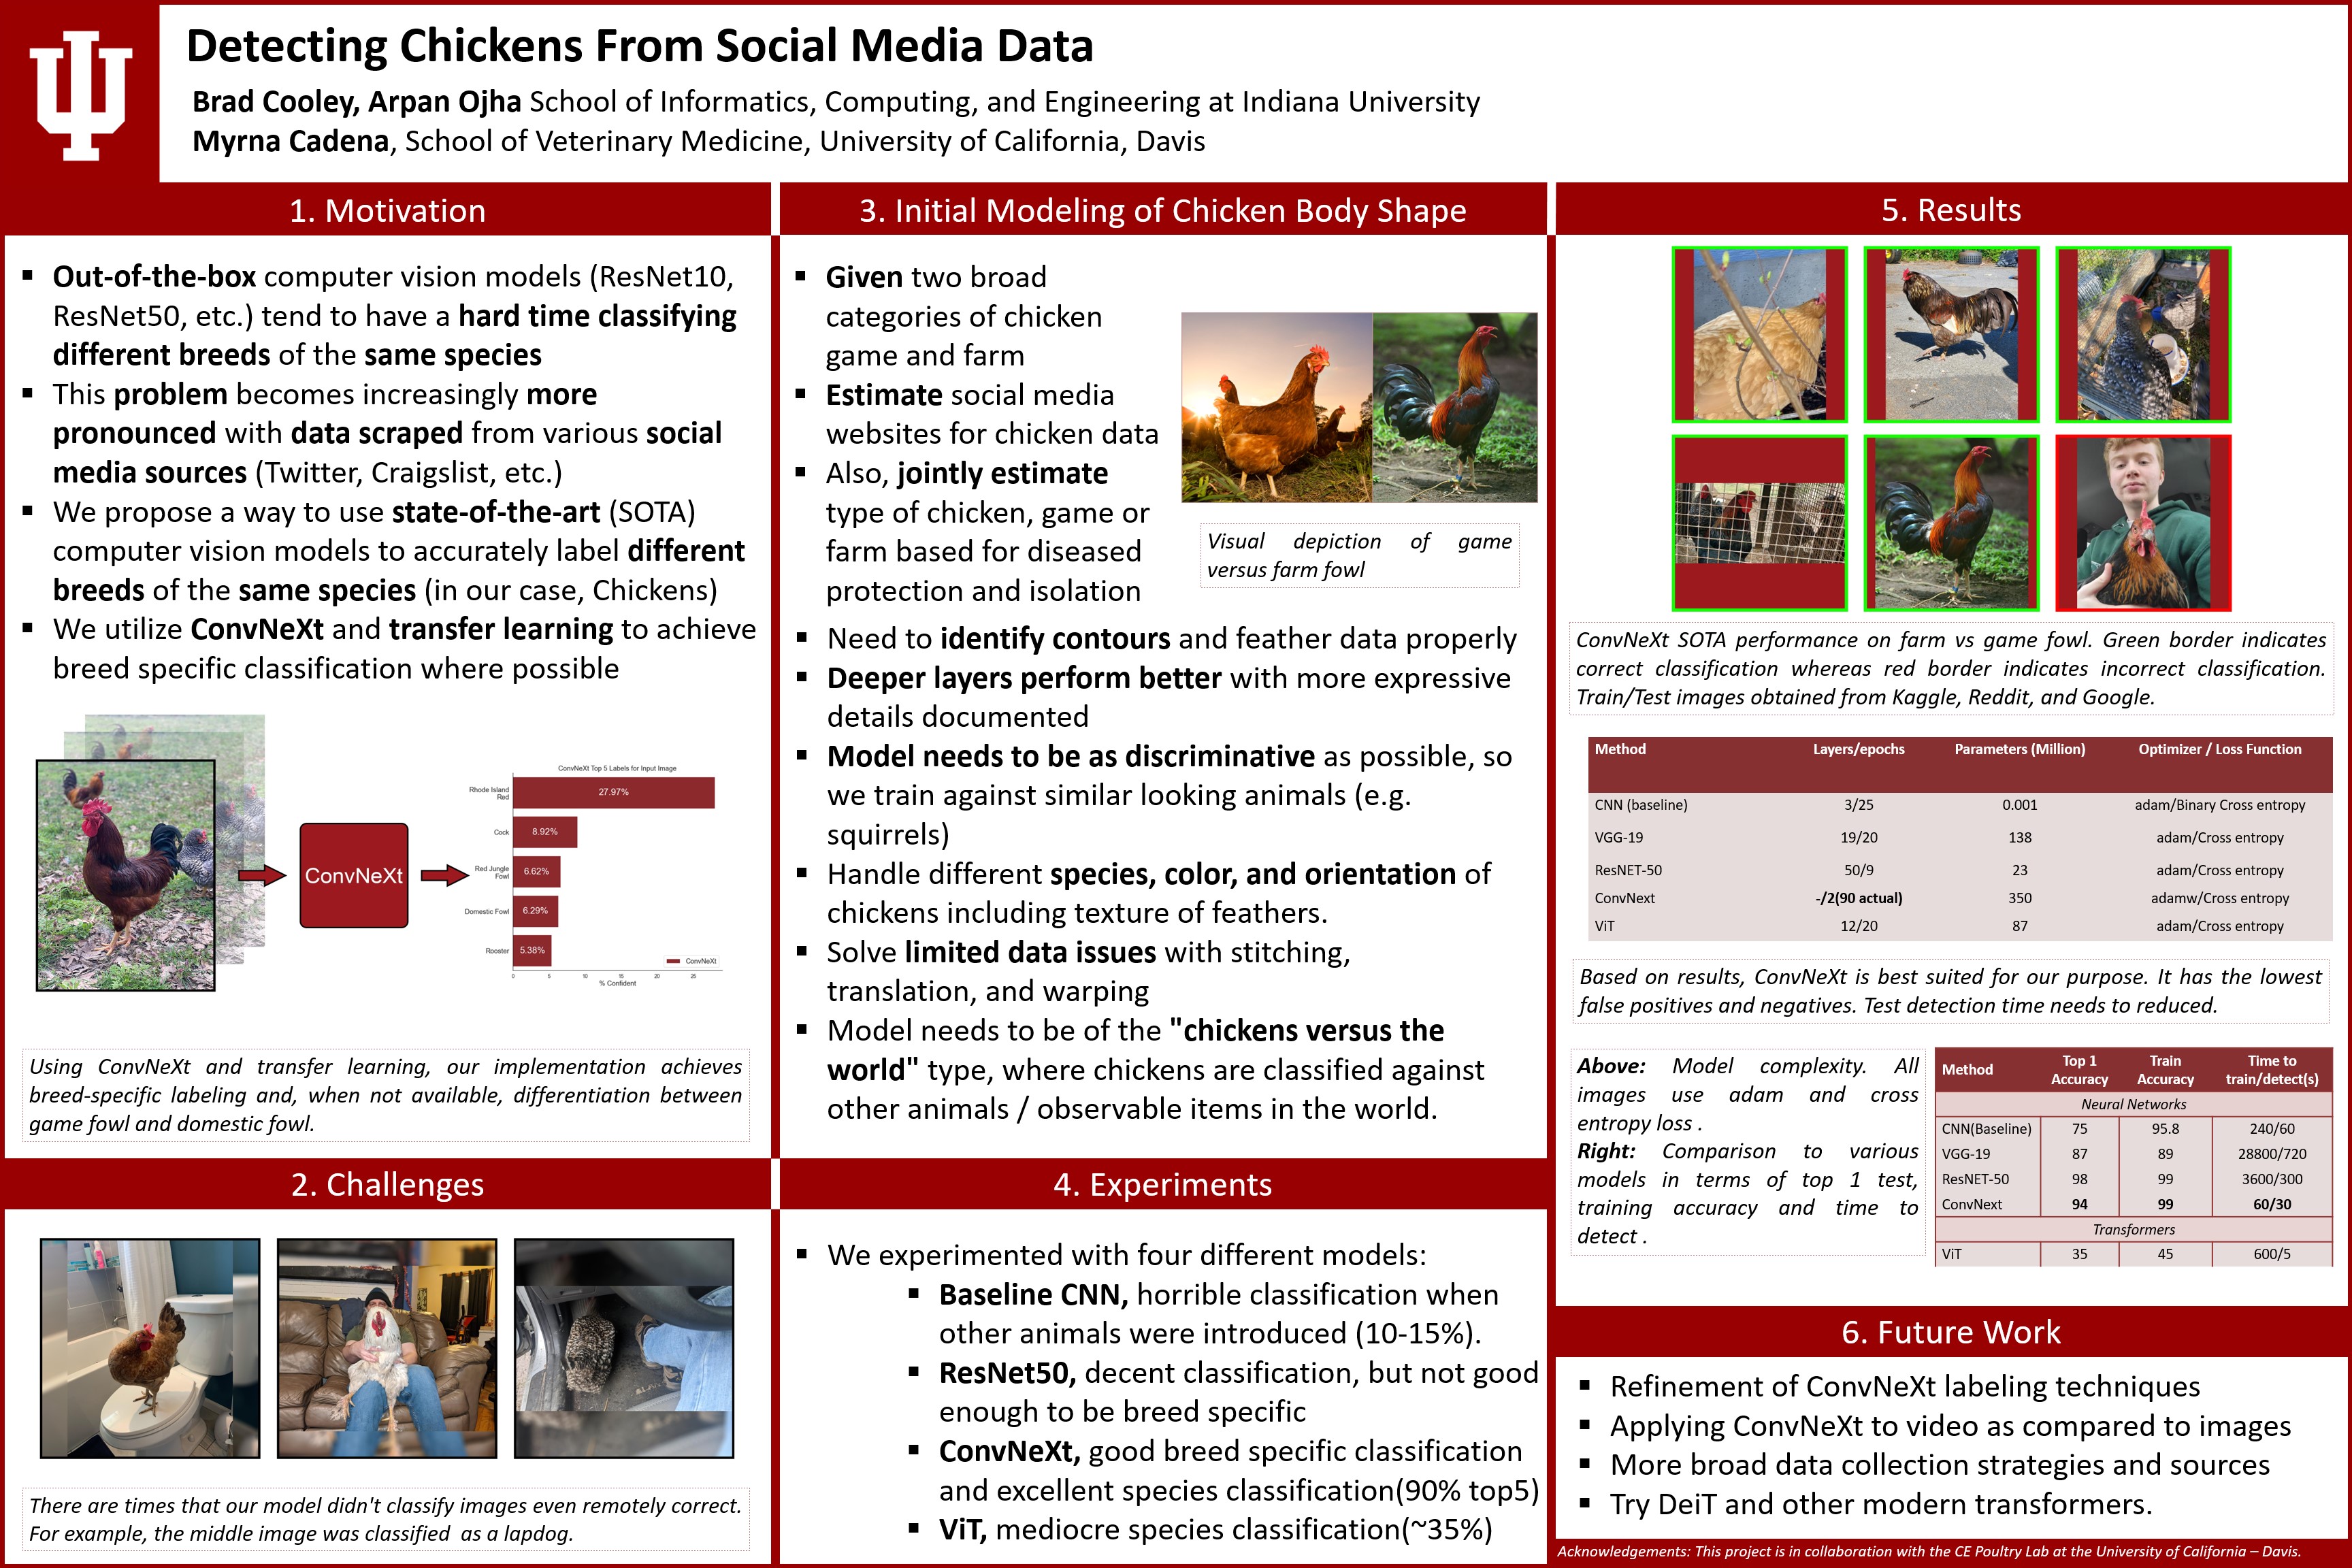 Detecting Chickens From Social Media Data
Brad Cooley, Arpan Ojha School of Informatics, Computing, and Engineering at Indiana University
Myrna Cadena, School of Veterinary Medicine, University of California, Davis
1. Motivation
▪ Out-of-the-box computer vision models (ResNet10,
ResNet50, etc.) tend to have a hard time classifying
different breeds of the same species
▪ This problem becomes increasingly more
pronounced with data scraped from various social
media sources (Twitter, Craigslist, etc.)
▪ We propose a way to use state-of-the-art (SOTA)
computer vision models to accurately label different
breeds of the same species (in our case, Chickens)
▪ We utilize ConvNeXt and transfer learning to achieve
breed specific classification where possible
ConvNeXt
ConvNeXt Top 5 Labels for Input Image
Rhode Island
Red
27.97%
Cock
8.92%
Red Jungle
Fowl
6.62%
Domestic Fowl
6.29%
Rooster
5.38%
ConvNeXt
0 5 10 15 20 25
% Confident
Using ConvNeXt and transfer learning, our implementation achieves
breed-specific labeling and, when not available, differentiation between
game fowl and domestic fowl.
2. Challenges
There are times that our model didn't classify images even remotely correct.
For example, the middle image was classified as a lapdog.
3. Initial Modeling of Chicken Body Shape
▪ Given two broad
categories of chicken
game and farm
▪ Estimate social media
websites for chicken data
▪ Also, jointly estimate
type of chicken, game or
farm based for diseased
protection and isolation
Visual depiction of game
versus farm fowl
▪ Need to identify contours and feather data properly
▪ Deeper layers perform better with more expressive
details documented
▪ Model needs to be as discriminative as possible, so
we train against similar looking animals (e.g.
squirrels)
▪ Handle different species, color, and orientation of
chickens including texture of feathers.
▪ Solve limited data issues with stitching,
translation, and warping
▪ Model needs to be of the "chickens versus the
world" type, where chickens are classified against
other animals / observable items in the world.
4. Experiments
▪ We experimented with four different models:
▪ Baseline CNN, horrible classification when
other animals were introduced (10-15%).
▪ ResNet50, decent classification, but not good
enough to be breed specific
▪ ConvNeXt, good breed specific classification
and excellent species classification(90% top5)
▪ ViT, mediocre species classification(~35%)
5. Results
ConvNeXt SOTA performance on farm vs game fowl. Green border indicates
correct classification whereas red border indicates incorrect classification.
Train/Test images obtained from Kaggle, Reddit, and Google.
Method Layers/epochs Parameters (Million) Optimizer / Loss Function
CNN (baseline) 3/25 0.001 adam/Binary Cross entropy
VGG-19 19/20 138 adam/Cross entropy
ResNET-50 50/9 23 adam/Cross entropy
ConvNext -/2(90 actual) 350 adamw/Cross entropy
ViT 12/20 87 adam/Cross entropy
Based on results, ConvNeXt is best suited for our purpose. It has the lowest
false positives and negatives. Test detection time needs to reduced.
Above: Model complexity. All
images use adam and cross
entropy loss .
Right: Comparison to various
models in terms of top 1 test,
training accuracy and time to
detect .
Method Top 1 Accuracy Train Accuracy Time to train/detect(s)
Neural Networks
CNN(Baseline) 75 95.8 240/60
VGG-19 87 89 28800/720
ResNET-50 98 99 3600/300
ConvNext 94 99 60/30
Transformers
ViT 35 45 600/5
6. Future Work
▪ Refinement of ConvNeXt labeling techniques
▪ Applying ConvNeXt to video as compared to images
▪ More broad data collection strategies and sources
▪ Try DeiT and other modern transformers.
Acknowledgements: This project is in collaboration with the CE Poultry Lab at the University of California – Davis.